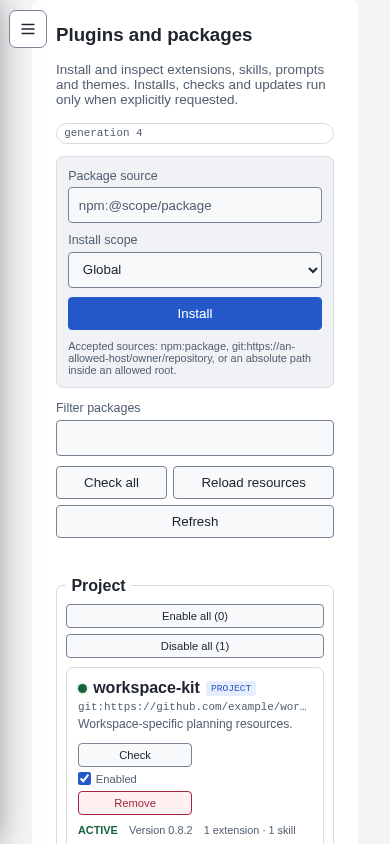 Plugins and packages
Install and inspect extensions, skills, prompts
and themes. Installs, checks and updates run
only when explicitly requested.
generation 4
Package source
npm:@scope/package
Install scope
Global
Install
Accepted sources: npm:package, git:https://an-
allowed-host/owner/repository, or an absolute path
inside an allowed root.
Filter packages
Check all
Reload resources
Refresh
Project
Enable all (0)
Disable all (1)
workspace-kit PROJECT
git:https://github.com/example/wor…
Workspace-specific planning resources.
Check
Enabled
Remove
ACTIVE Version 0.8.2 1 extension · 1 skill